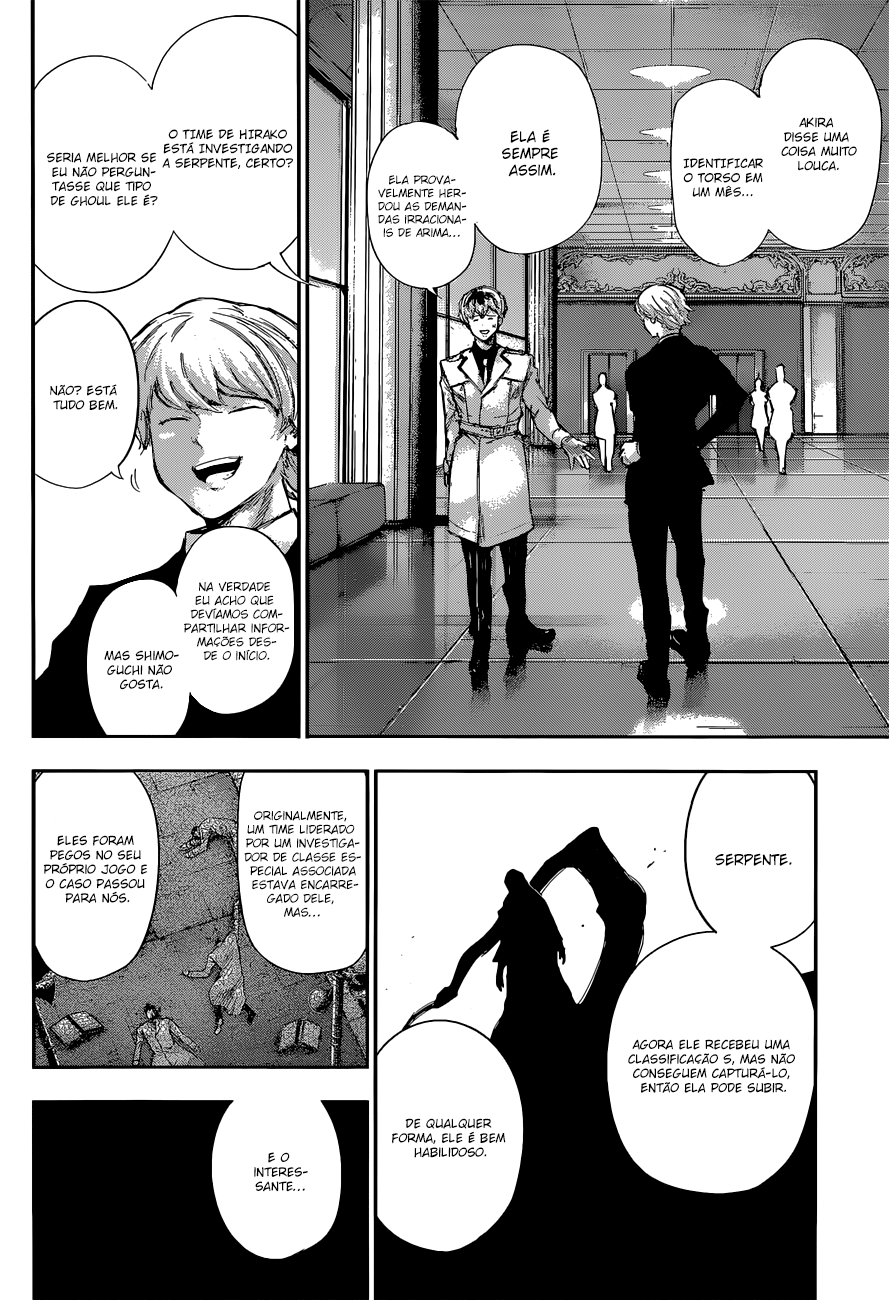 AKIRA
DISSE UMA
COISA MUITO
LOUCA.
IDENTIFICAR
O TORSO EM
UM MÊS...
ELA É
SEMPRE
ASSIM.
ELA PROVA-
VELMENTE HER-
DOU AS DEMAN-
DAS IRRACIONA-
IS DE ARIMA...
O TIME DE HIRAKO
ESTÁ INVESTIGANDO
A SERPENTE, CERTO?
SERIA MELHOR SE
EU NÃO PERGUN-
TASSE QUE TIPO
DE GHOUL ELE É?
NÃO? ESTÁ
TUDO BEM.
NA VERDADE
EU ACHO QUE
DEVÍAMOS COM-
PARTILHAR INFOR-
MAÇÕES DES-
DE O INÍCIO.
MAS SHIMO-
GUCHI NÃO
GOSTA.
SERPENTE.
AGORA ELE RECEBEU UMA
CLASSIFICAÇÃO S, MAS NÃO
CONSEGUEM CAPTURÁ-LO,
ENTÃO ELA PODE SUBIR.
DE QUALQUER
FORMA, ELE É BEM
HABILIDOSO.
ORIGINALMENTE,
UM TIME LIDERADO
POR UM INVESTIGA-
DOR DE CLASSE ES-
PECIAL ASSOCIADA
ESTAVA ENCARRE-
GADO DELE,
MAS...
ELES FORAM
PEGOS NO SEU
PRÓPRIO JOGO E
O CASO PASSOU
PARA NÓS.
E O
INTERES-
SANTE...